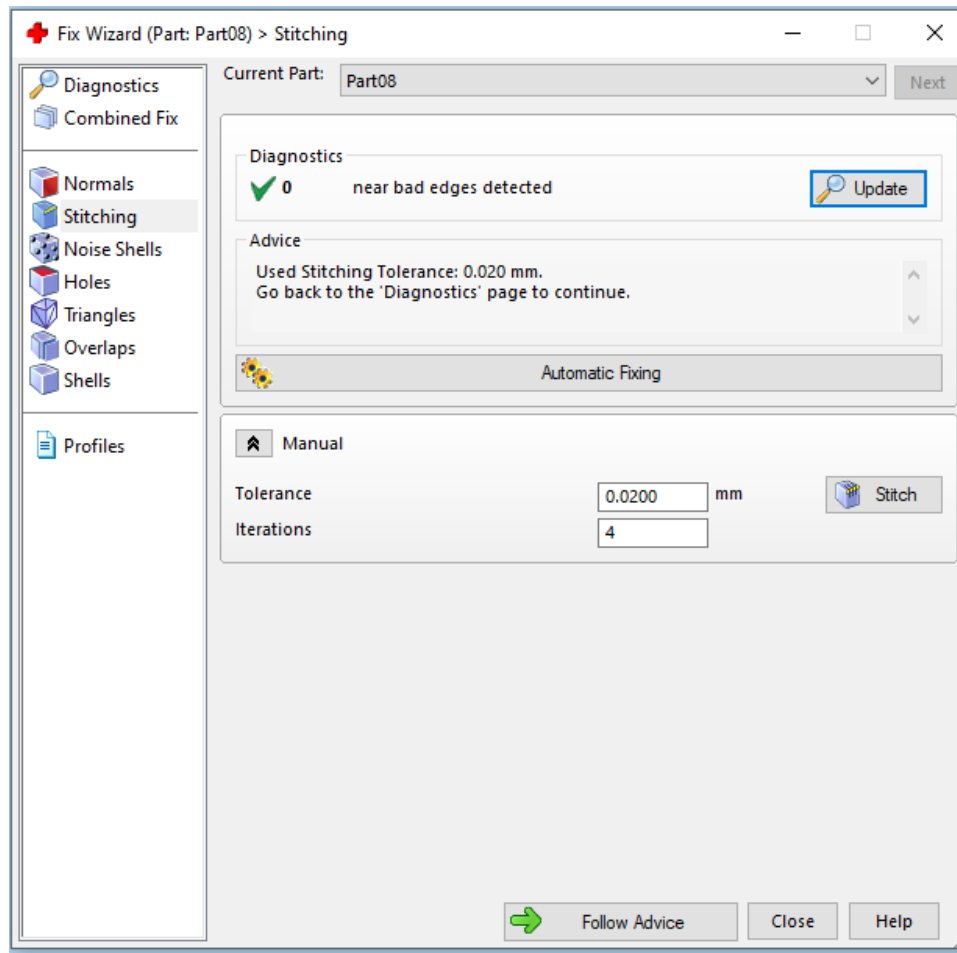 Fix Wizard (Part: Part08) > Stitching
Diagnostics
Combined Fix
Normals
Stitching
Noise Shells
Holes
Triangles
Overlaps
Shells
Profiles
Current Part: Part08 Next
Diagnostics
0 near bad edges detected Update
Advice
Used Stitching Tolerance: 0.020 mm.
Go back to the 'Diagnostics' page to continue.
Automatic Fixing
Manual
Tolerance 0.0200 mm Stitch
Iterations 4
Follow Advice Close Help